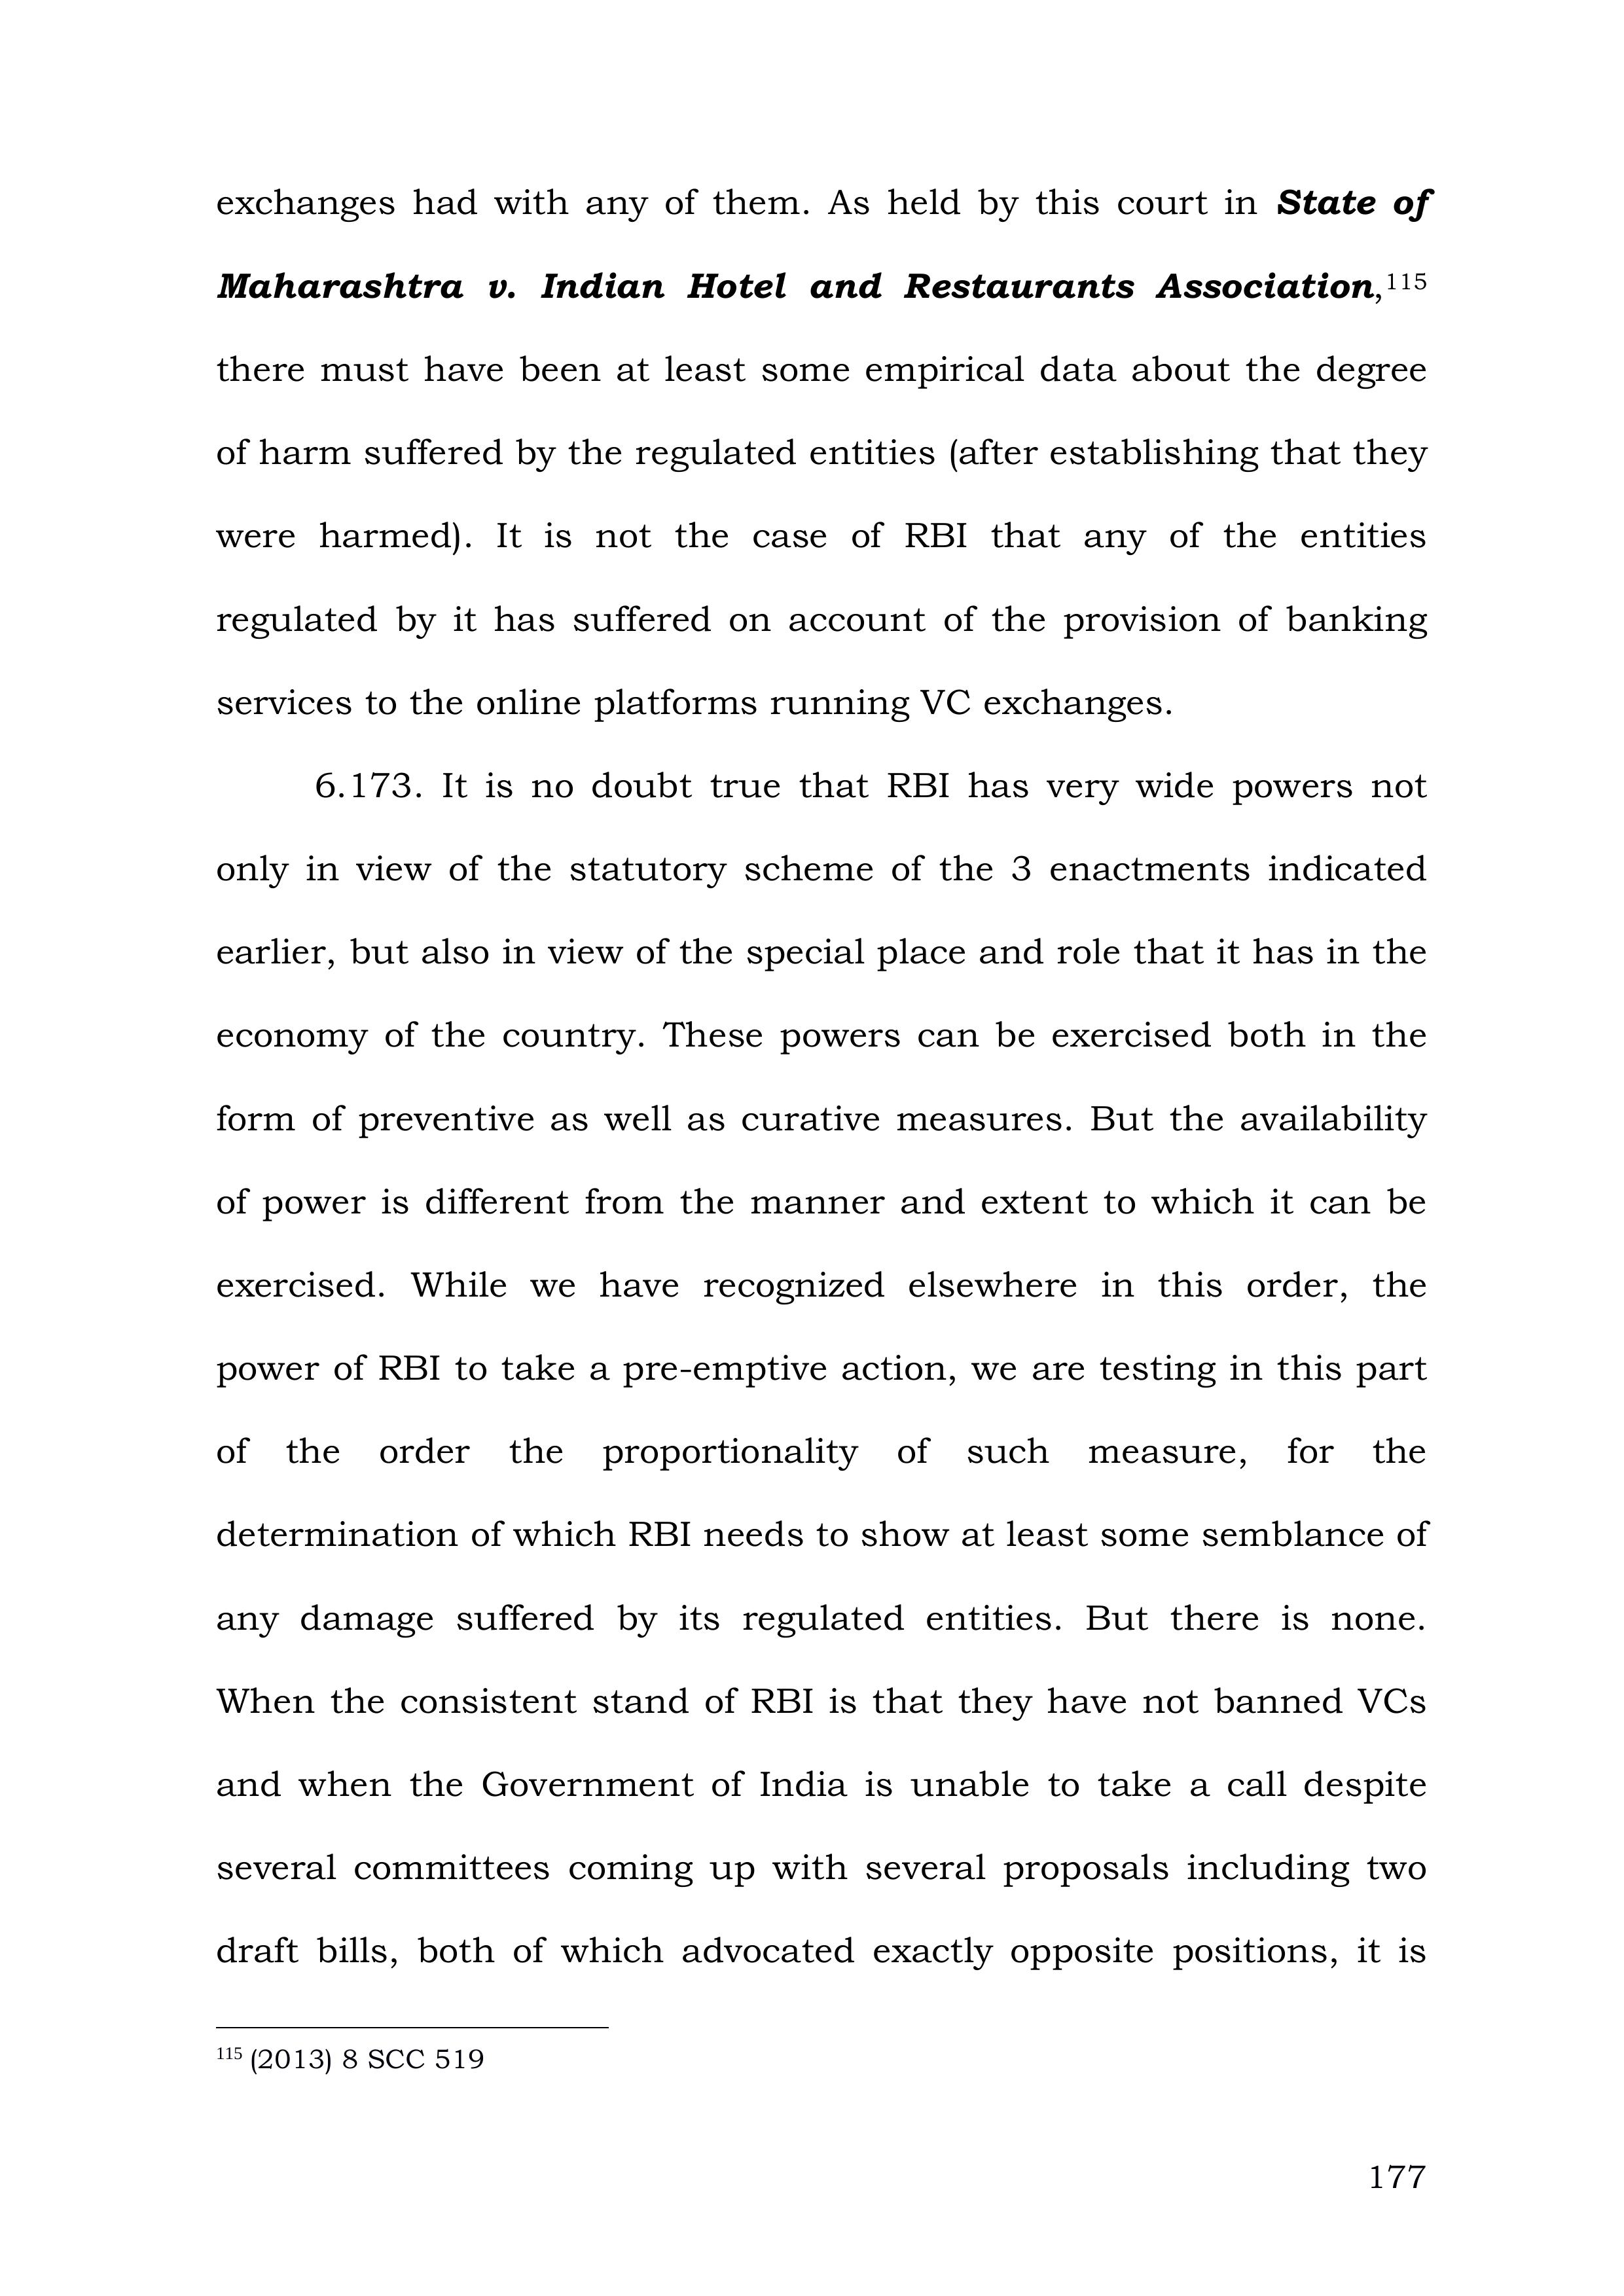 exchanges had with any of them. As held by this court in State of
Maharashtra v. Indian Hotel and Restaurants Association,115
there must have been at least some empirical data about the degree
of harm suffered by the regulated entities (after establishing that they
were harmed). It is not the case of RBI that any of the entities
regulated by it has suffered on account of the provision of banking
services to the online platforms running VC exchanges.
6.173. It is no doubt true that RBI has very wide powers not
only in view of the statutory scheme of the 3 enactments indicated
earlier, but also in view of the special place and role that it has in the
economy of the country. These powers can be exercised both in the
form of preventive as well as curative measures. But the availability
of power is different from the manner and extent to which it can be
exercised. While we have recognized elsewhere in this order, the
power of RBI to take a pre-emptive action, we are testing in this part
of the order the proportionality of such measure, for the
determination of which RBI needs to show at least some semblance of
any damage suffered by its regulated entities. But there is none.
When the consistent stand of RBI is that they have not banned VCs
and when the Government of India is unable to take a call despite
several committees coming up with several proposals including two
draft bills, both of which advocated exactly opposite positions, it is
115 (2013) 8 SCC 519
177